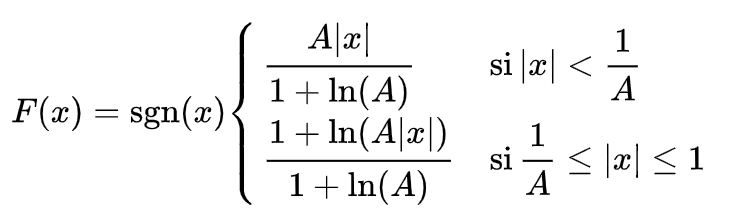 F(x) = sgn(x) { A|x| / (1 + ln(A)) si |x| < 1/A
(1 + ln(A|x|)) / (1 + ln(A)) si 1/A ≤ |x| ≤ 1